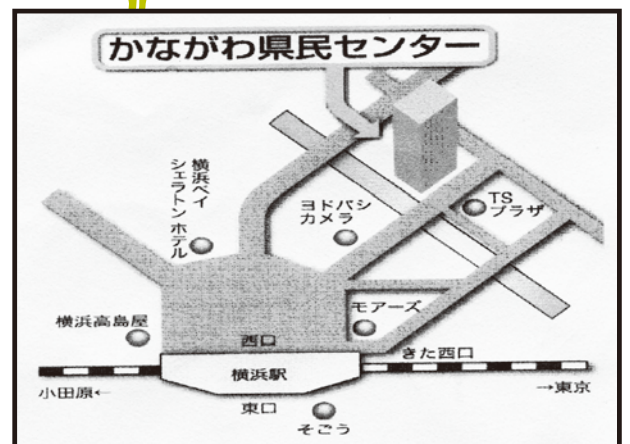 かながわ県民センター
横浜ベイ
シェラトン ホテル
ヨドバシ
カメラ
TS
プラザ
モアーズ
横浜高島屋
西口
きた西口
横浜駅
小田原←
→東京
東口
そごう